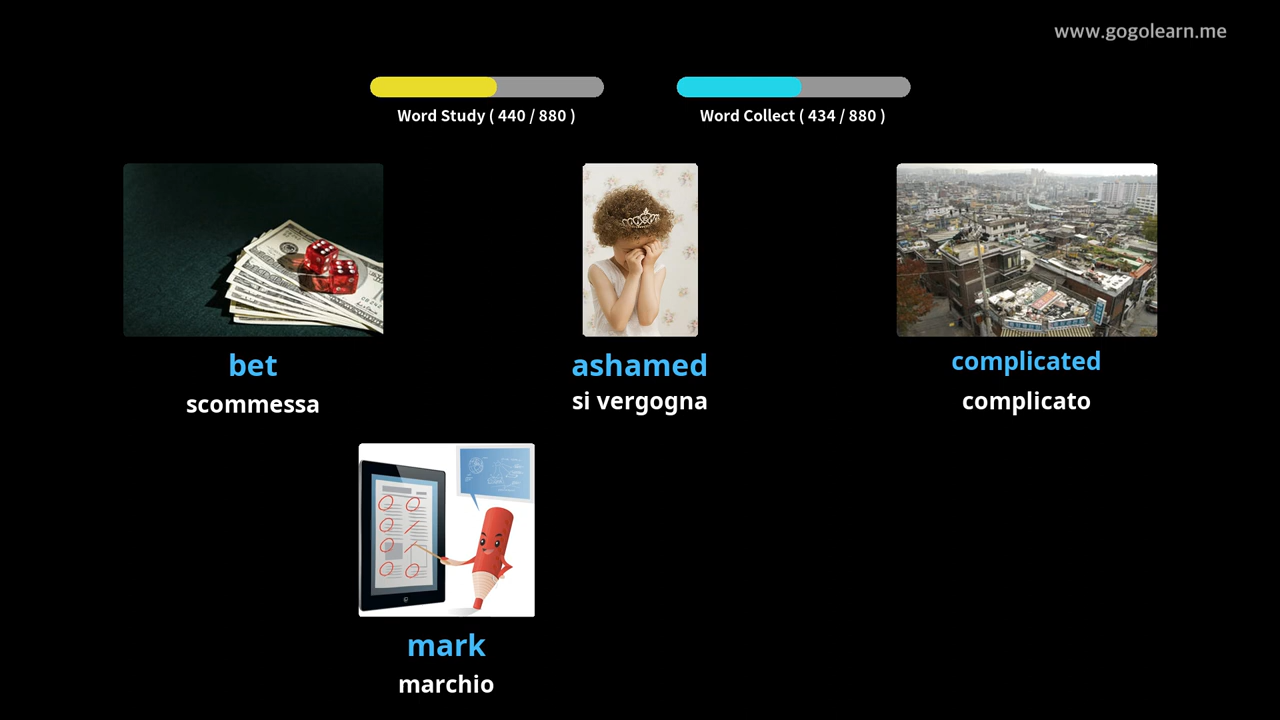 www.gogolearn.me
Word Study ( 440 / 880 )
Word Collect ( 434 / 880 )
bet
scommessa
ashamed
si vergogna
complicated
complicato
mark
marchio